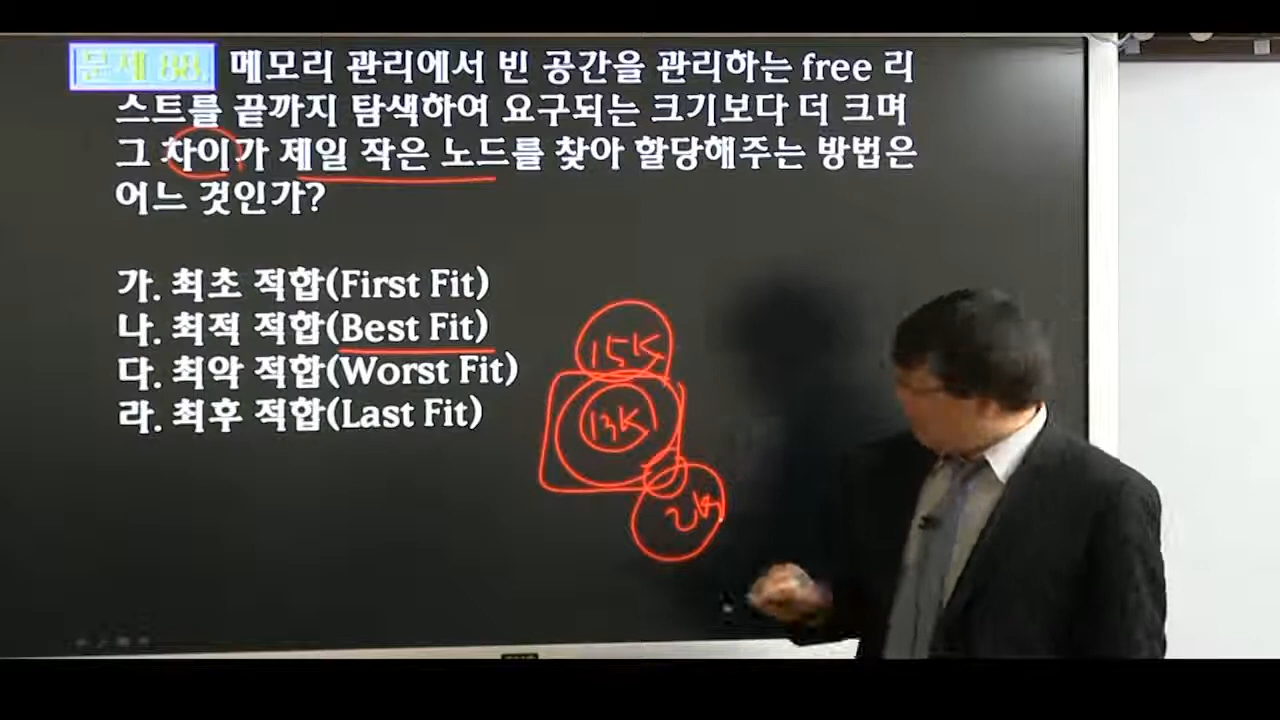 문제 88. 메모리 관리에서 빈 공간을 관리하는 free 리
스트를 끝까지 탐색하여 요구되는 크기보다 더 크며
그 차이가 제일 작은 노드를 찾아 할당해주는 방법은
어느 것인가?
가. 최초 적합(First Fit)
나. 최적 적합(Best Fit)
다. 최악 적합(Worst Fit)
라. 최후 적합(Last Fit)
15K
13K
2K